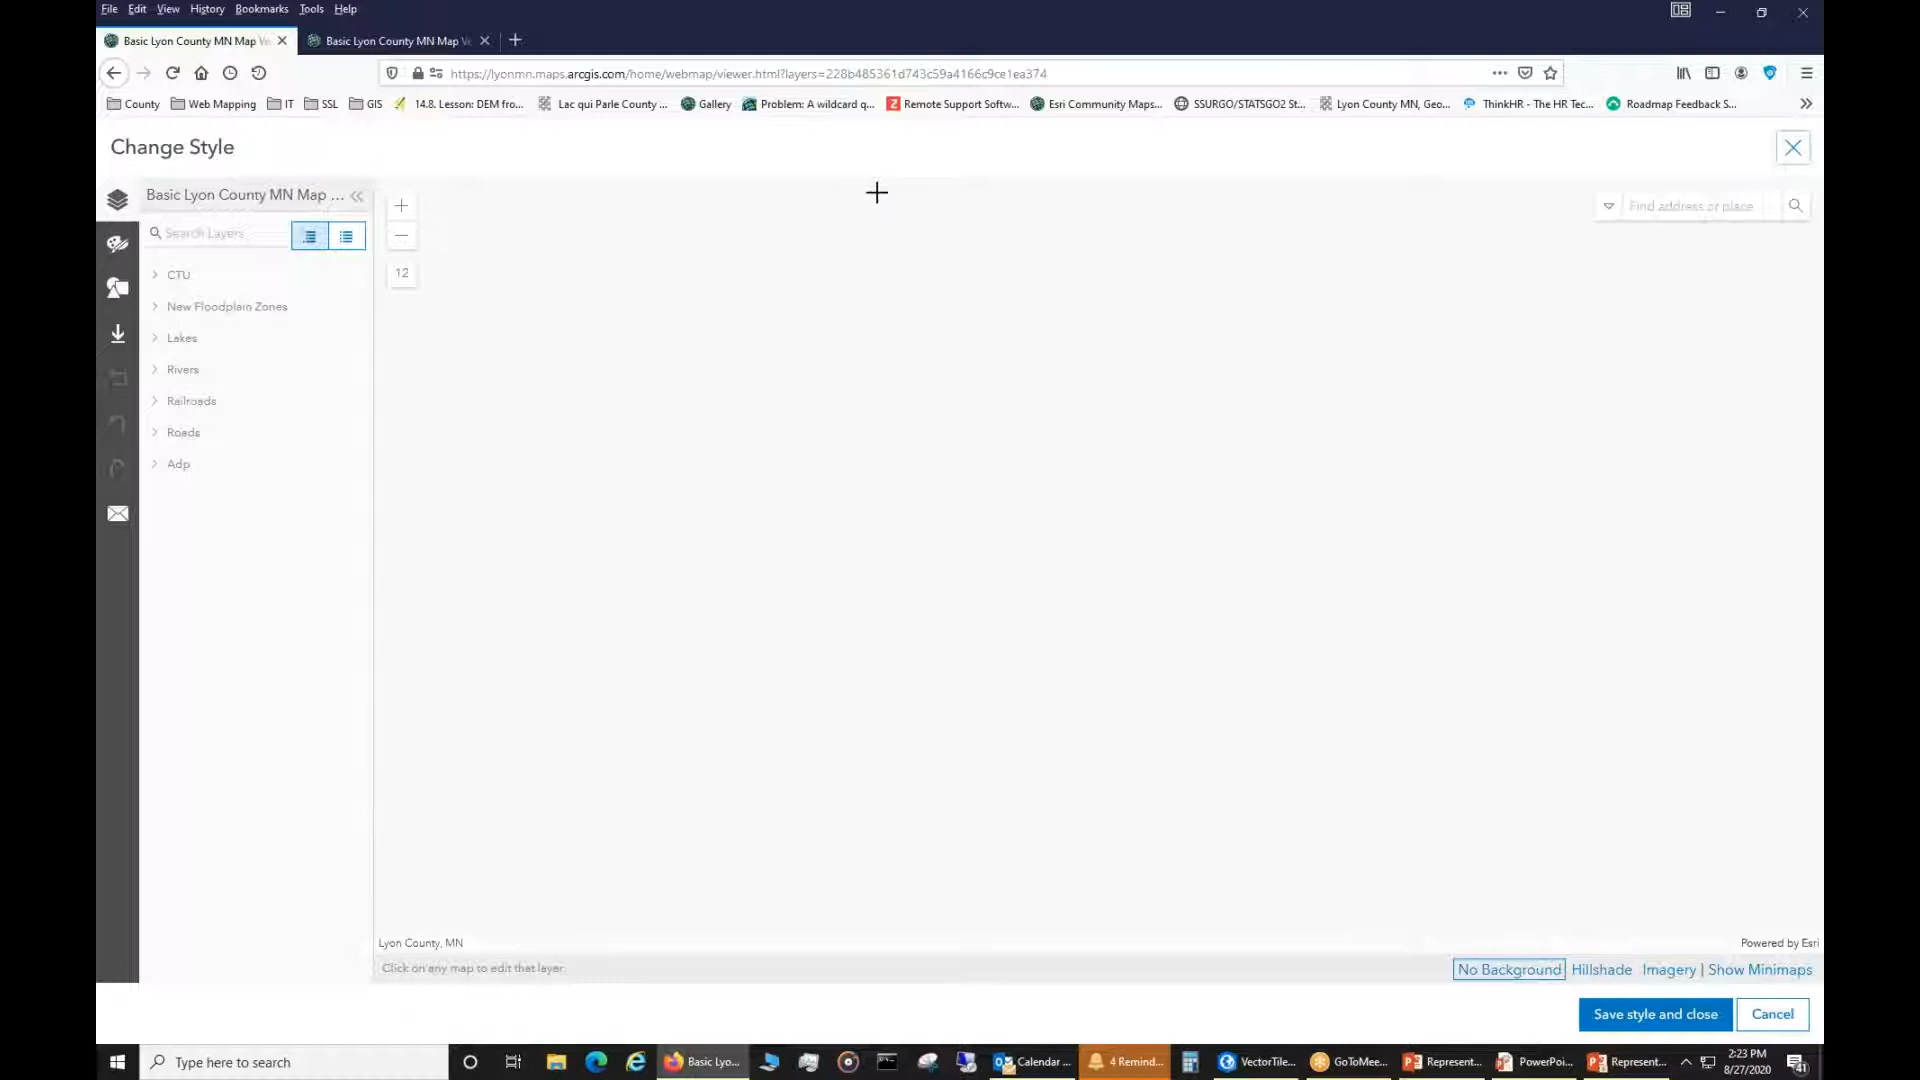 File Edit View History Bookmarks Tools Help
Basic Lyon County MN Map Ve
Basic Lyon County MN Map Ve
https://lyonmn.maps.arcgis.com/home/webmap/viewer.html?layers=228b485361d743c59a4166c9ce1ea374
County Web Mapping IT SSL GIS 14.8. Lesson: DEM fro... Lac qui Parle County ... Gallery Problem: A wildcard q... Remote Support Softw... Esri Community Maps... SSURGO/STATSGO2 St... Lyon County MN, Geo... ThinkHR - The HR Tec... Roadmap Feedback S...
Change Style
Basic Lyon County MN Map ...
Find address or place
Search Layers
CTU
12
New Floodplain Zones
Lakes
Rivers
Railroads
Roads
Adp
Lyon County, MN
Powered by Esri
Click on any map to edit that layer
No Background Hillshade Imagery | Show Minimaps
Save style and close Cancel
Type here to search
Basic Lyo...
Calendar ...
4 Remind...
VectorTile...
GoToMee...
Represent...
PowerPoi...
Represent...
2:23 PM
8/27/2020
41